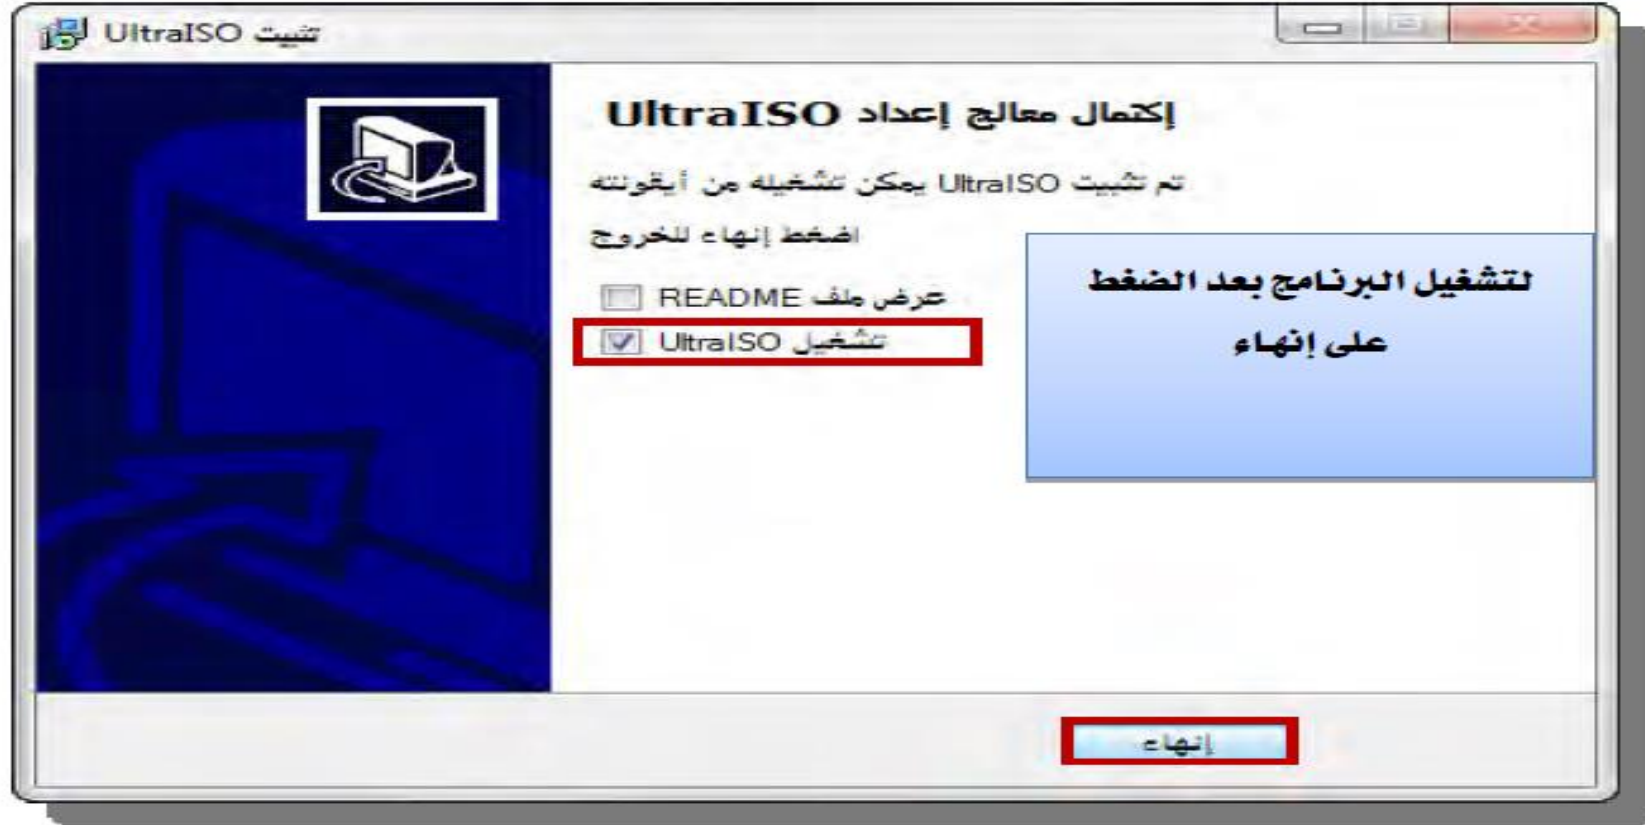 تثبيت UltraISO
إكتمال معالج إعداد UltraISO
تم تثبيت UltraISO يمكن تشغيله من أيقونته
اضغط إنهاء للخروج
عرض ملف README
تشغيل UltraISO
لتشغيل البرنامج بعد الضغط
على إنهاء
إنهاء